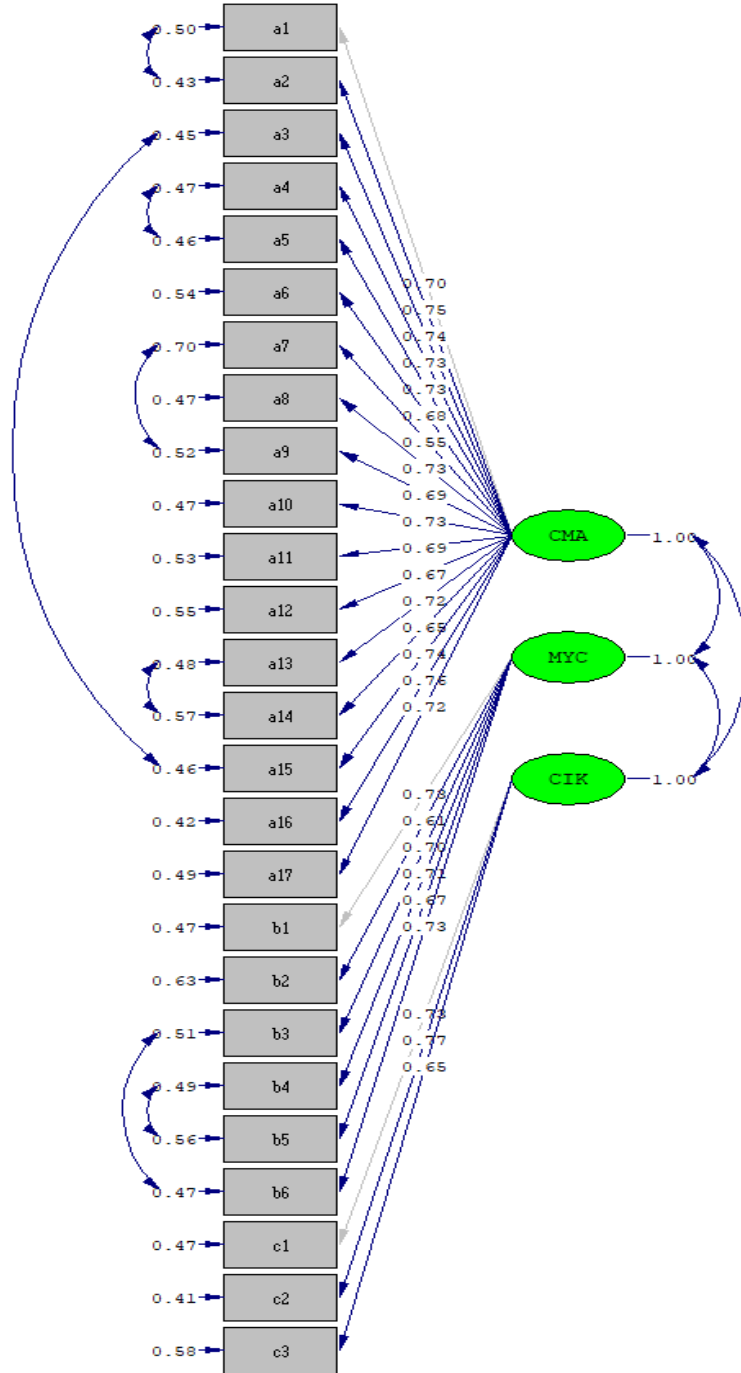 0.50 a1
0.43 a2
0.45 a3
0.47 a4
0.46 a5
0.54 a6
0.70 a7
0.47 a8
0.52 a9
0.47 a10
0.53 a11
0.55 a12
0.48 a13
0.57 a14
0.46 a15
0.42 a16
0.49 a17
0.47 b1
0.63 b2
0.51 b3
0.49 b4
0.56 b5
0.47 b6
0.47 c1
0.41 c2
0.58 c3
0.70
0.75
0.74
0.73
0.73
0.68
0.55
0.73
0.69
0.73
0.69
0.67
0.72
0.65
0.74
0.76
0.72
0.73
0.61
0.70
0.71
0.67
0.73
0.73
0.77
0.65
CMA 1.00
MYC 1.00
CIK 1.00